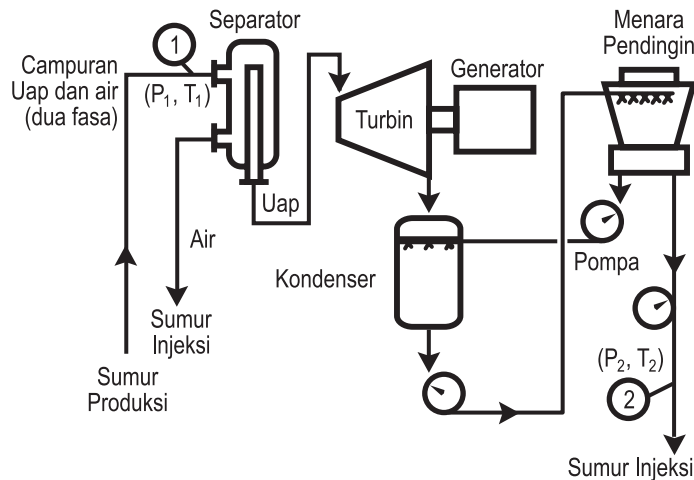 Separator
1
Campuran
Uap dan air
(dua fasa)
(P₁, T₁)
Uap
Air
Sumur
Injeksi
Sumur
Produksi
Turbin
Generator
Kondenser
Menara
Pendingin
Pompa
(P₂, T₂)
2
Sumur Injeksi